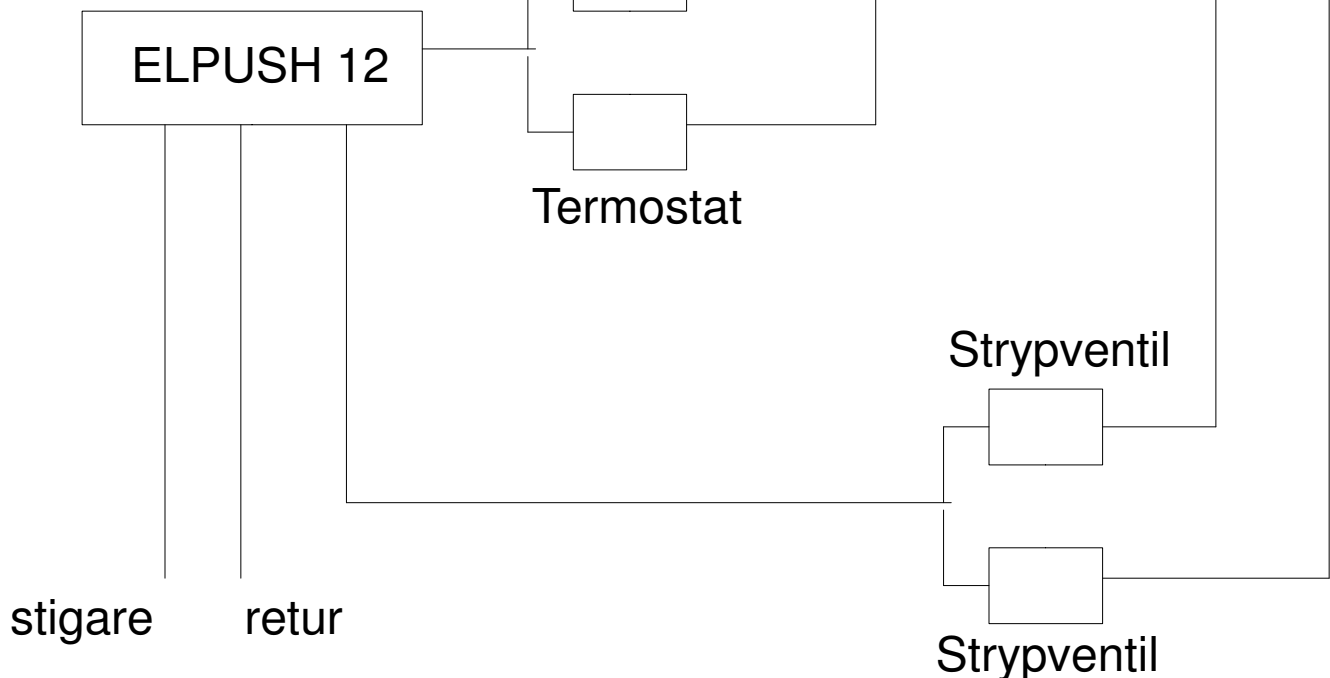 ELPUSH 12
Termostat
Strypventil
stigare
retur
Strypventil